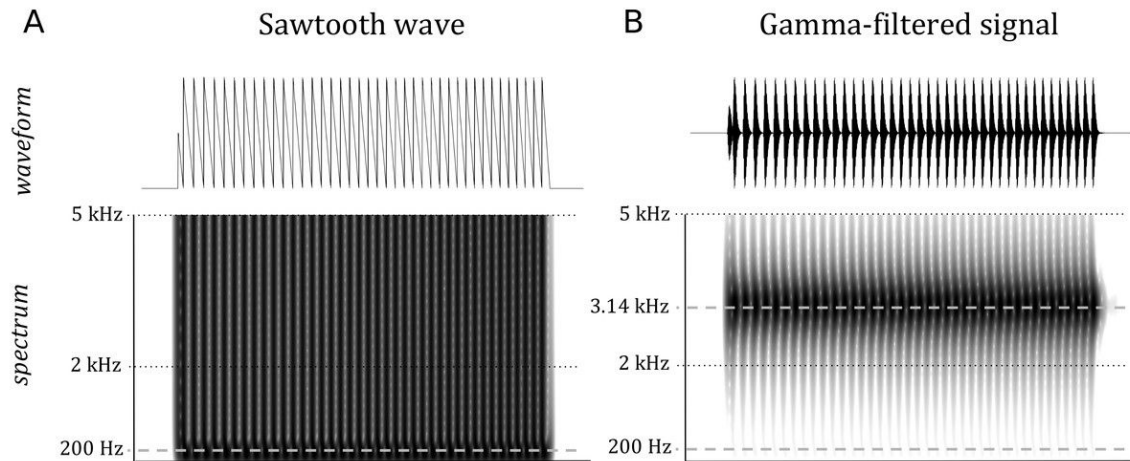 A
Sawtooth wave
B
Gamma-filtered signal
waveform
spectrum
5 kHz
2 kHz
200 Hz
5 kHz
3.14 kHz
2 kHz
200 Hz